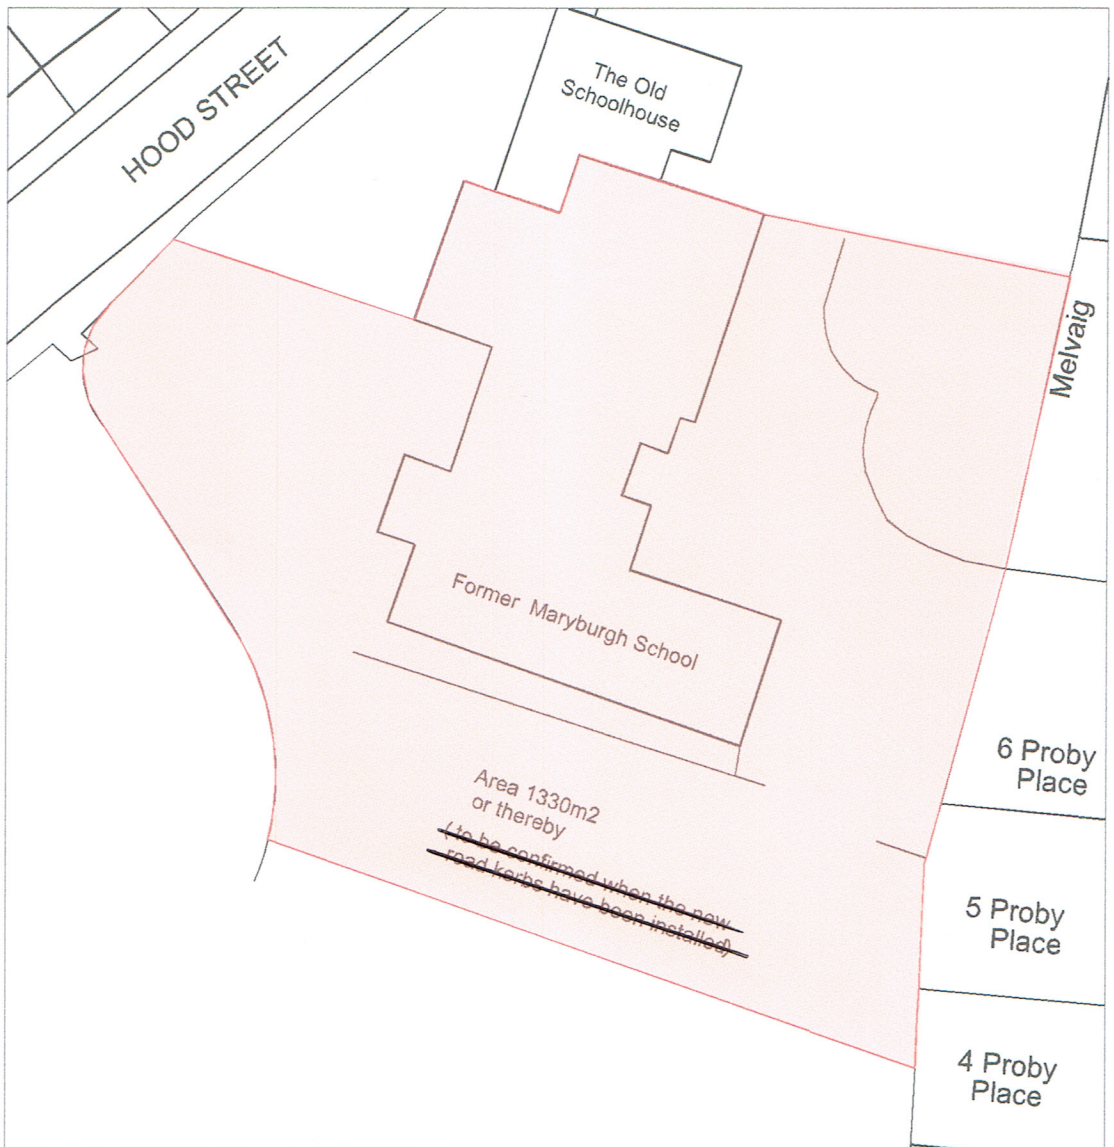 HOOD STREET
The Old
Schoolhouse
Melvaig
Former Maryburgh School
Area 1330m2
or thereby
( to be confirmed when the new
road kerbs have been installed)
6 Proby
Place
5 Proby
Place
4 Proby
Place